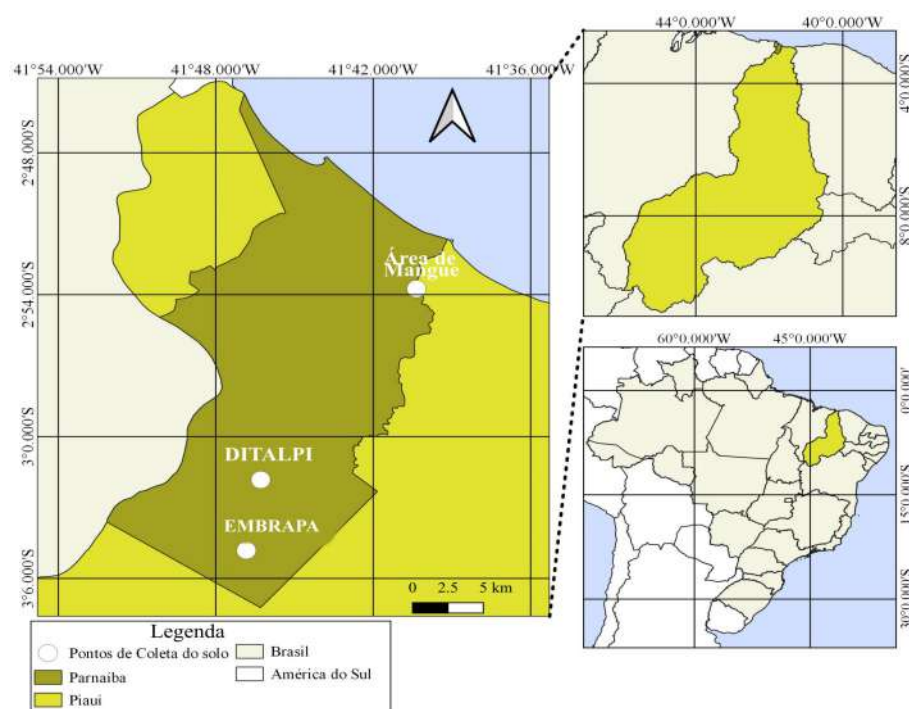 41°54.000'W 41°48.000'W 41°42.000'W 41°36.000'W
2°48.000'S
2°54.000'S
3°0.000'S
3°6.000'S
Área de
Mangue
DITALPI
EMBRAPA
0 2.5 5 km
44°0.000'W 40°0.000'W
4°0.000'S
8°0.000'S
60°0.000'W 45°0.000'W
0°0.000'
15°0.000'S
30°0.000'S
Legenda
Pontos de Coleta do solo
Parnaiba
Piaui
Brasil
América do Sul